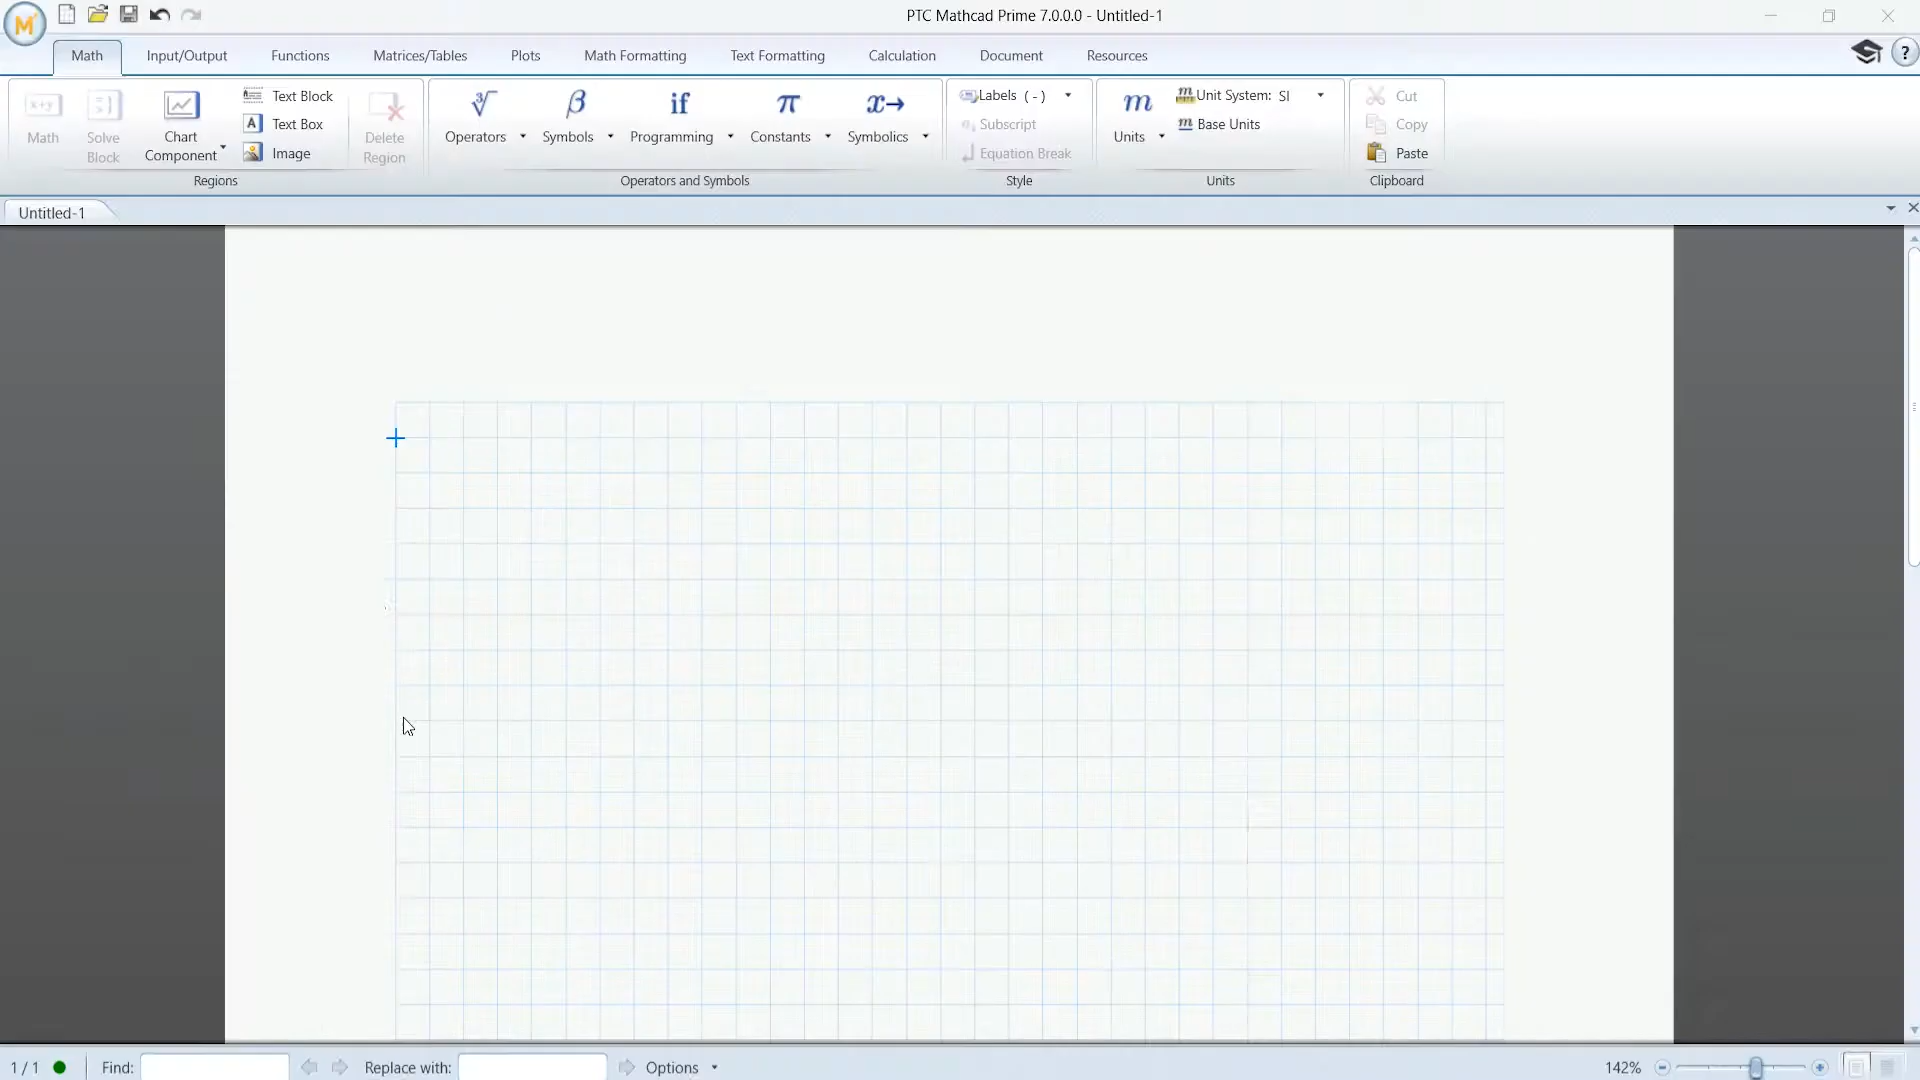 PTC Mathcad Prime 7.0.0.0 - Untitled-1
Math Input/Output Functions Matrices/Tables Plots Math Formatting Text Formatting Calculation Document Resources
Math
Solve Block
Chart Component
Text Block
Text Box
Image
Delete Region
Regions
∛ Operators
β Symbols
if Programming
π Constants
x→ Symbolics
Operators and Symbols
Labels ( - )
Subscript
Equation Break
Style
m Units
Unit System: SI
m Base Units
Units
Cut
Copy
Paste
Clipboard
Untitled-1
1 / 1 Find: Replace with: Options 142%